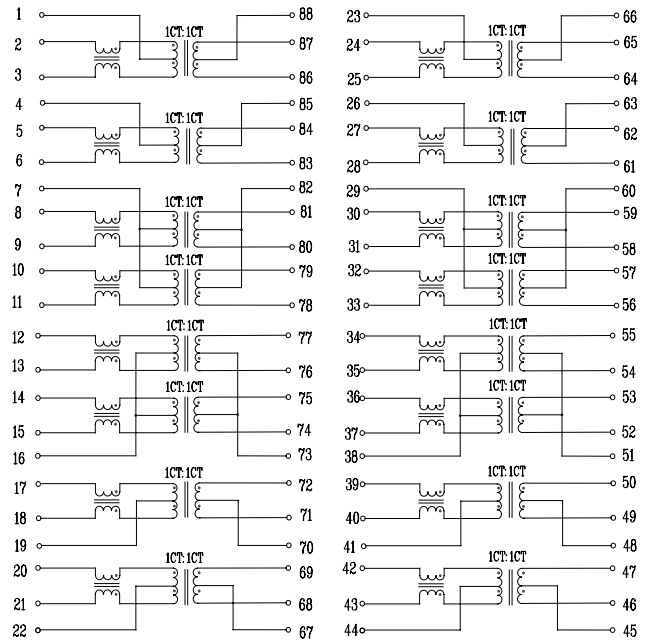 1 88 23 66
1CT:1CT 1CT:1CT
2 87 24 65
3 86 25 64
4 85 26 63
1CT:1CT 1CT:1CT
5 84 27 62
6 83 28 61
7 82 29 60
1CT:1CT 1CT:1CT
8 81 30 59
9 80 31 58
1CT:1CT 1CT:1CT
10 79 32 57
11 78 33 56
1CT:1CT 1CT:1CT
12 77 34 55
13 76 35 54
1CT:1CT 1CT:1CT
14 75 36 53
15 74 37 52
16 73 38 51
1CT:1CT 1CT:1CT
17 72 39 50
18 71 40 49
19 70 41 48
1CT:1CT 1CT:1CT
20 69 42 47
21 68 43 46
22 67 44 45